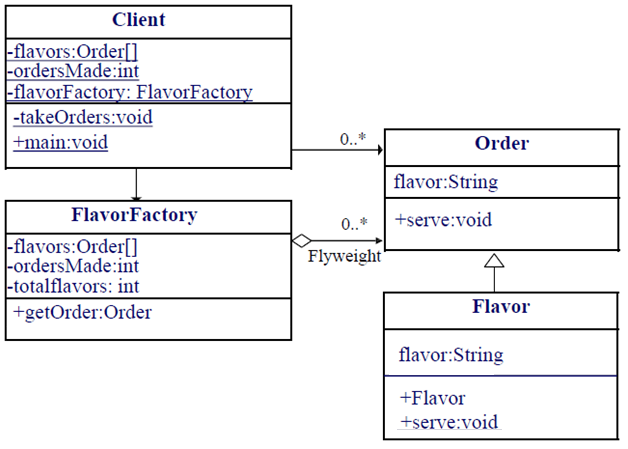 Client
-flavors:Order[]
-ordersMade:int
-flavorFactory: FlavorFactory
-takeOrders:void
+main:void
0..*
Order
flavor:String
+serve:void
FlavorFactory
-flavors:Order[]
-ordersMade:int
-totalflavors: int
+getOrder:Order
0..*
Flyweight
Flavor
flavor:String
+Flavor
+serve:void